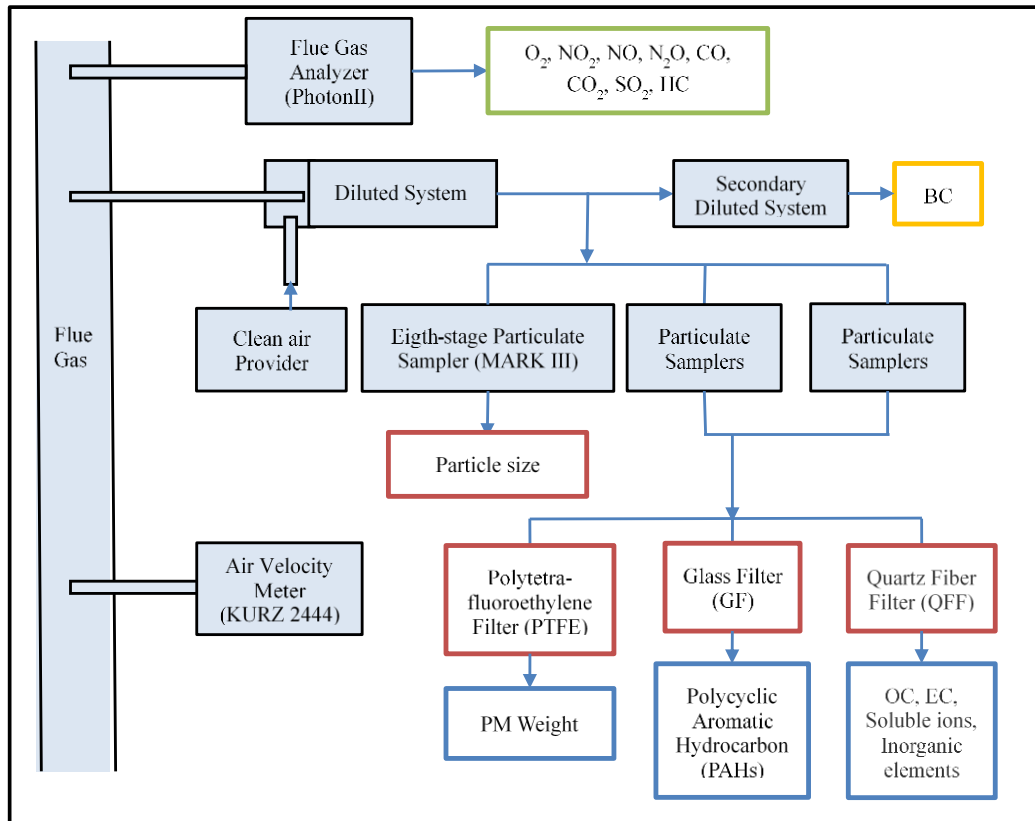 Flue Gas
Analyzer
(PhotonII)
O₂, NO₂, NO, N₂O, CO,
CO₂, SO₂, HC
Diluted System
Secondary
Diluted System
BC
Flue
Gas
Clean air
Provider
Eigth-stage Particulate
Sampler (MARK III)
Particulate
Samplers
Particulate
Samplers
Particle size
Air Velocity
Meter
(KURZ 2444)
Polytetra-
fluoroethylene
Filter (PTFE)
Glass Filter
(GF)
Quartz Fiber
Filter (QFF)
PM Weight
Polycyclic
Aromatic
Hydrocarbon
(PAHs)
OC, EC,
Soluble ions,
Inorganic
elements